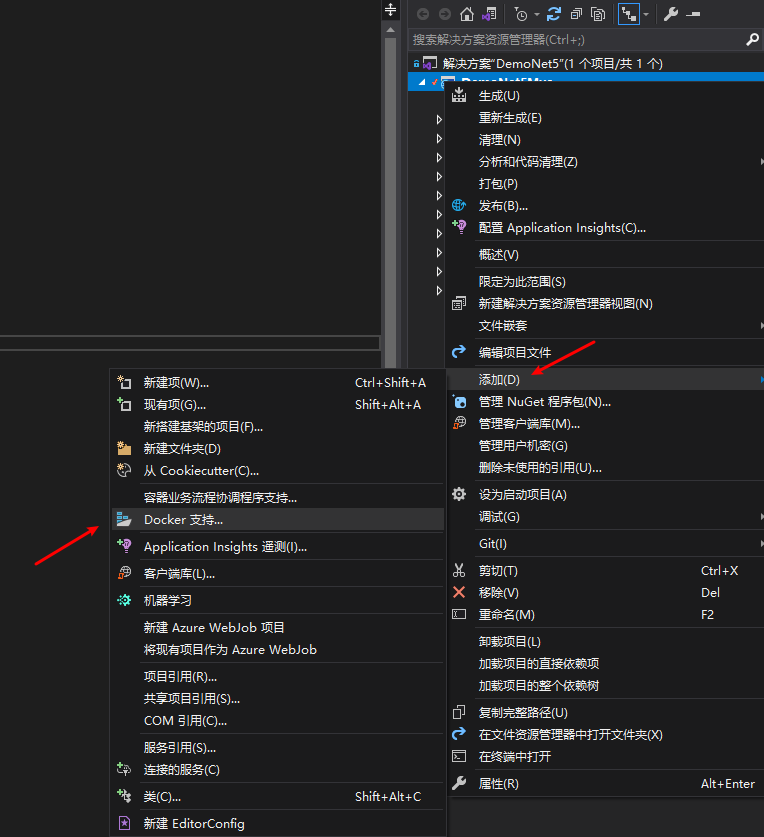 搜索解决方案资源管理器(Ctrl+;)
解决方案"DemoNet5"(1 个项目/共 1 个)
生成(U)
重新生成(E)
清理(N)
分析和代码清理(Z)
打包(P)
发布(B)...
配置 Application Insights(C)...
概述(V)
限定为此范围(S)
新建解决方案资源管理器视图(N)
文件嵌套
编辑项目文件
添加(D)
管理 NuGet 程序包(N)...
管理客户端库(M)...
管理用户机密(G)
删除未使用的引用(U)...
设为启动项目(A)
调试(G)
Git(I)
剪切(T) Ctrl+X
移除(V) Del
重命名(M) F2
卸载项目(L)
加载项目的直接依赖项
加载项目的整个依赖树
复制完整路径(U)
在文件资源管理器中打开文件夹(X)
在终端中打开
属性(R) Alt+Enter
新建项(W)... Ctrl+Shift+A
现有项(G)... Shift+Alt+A
新搭建基架的项目(F)...
新建文件夹(D)
从 Cookiecutter(C)...
容器业务流程协调程序支持...
Docker 支持...
Application Insights 遥测(I)...
客户端库(L)...
机器学习
新建 Azure WebJob 项目
将现有项目作为 Azure WebJob
项目引用(R)...
共享项目引用(S)...
COM 引用(C)...
服务引用(S)...
连接的服务(C)
类(C)... Shift+Alt+C
新建 EditorConfig